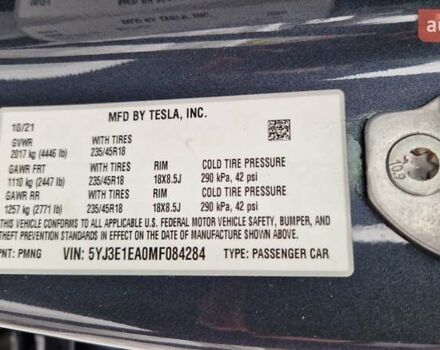 MFD BY TESLA, INC.
10/21
GVWR WITH TIRES
2017 kg (4446 lb) 235/45R18
GAWR FRT WITH TIRES RIM COLD TIRE PRESSURE
1110 kg (2447 lb) 235/45R18 18X8.5J 290 kPa, 42 psi
GAWR RR WITH TIRES RIM COLD TIRE PRESSURE
1257 kg (2771 lb) 235/45R18 18X8.5J 290 kPa, 42 psi
THIS VEHICLE CONFORMS TO ALL APPLICABLE U.S. FEDERAL MOTOR VEHICLE SAFETY, BUMPER, AND
THEFT PREVENTION STANDARDS IN EFFECT ON THE DATE OF MANUFACTURE SHOWN ABOVE.
PNT: PMNG VIN: 5YJ3E1EA0MF084284 TYPE: PASSENGER CAR
10.9